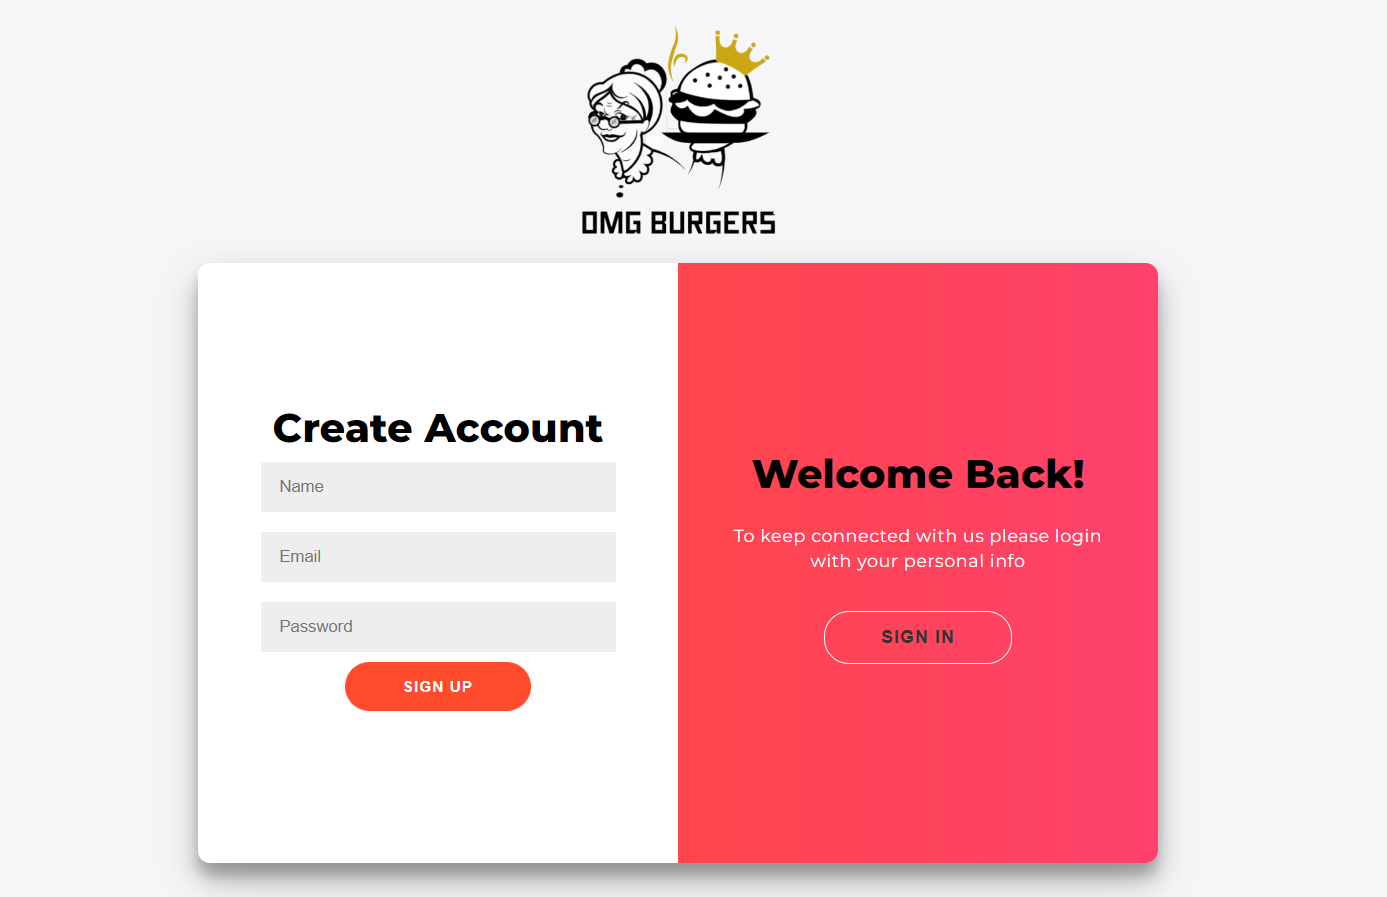 OMG BURGERS
Create Account
Name
Email
Password
SIGN UP
Welcome Back!
To keep connected with us please login
with your personal info
SIGN IN